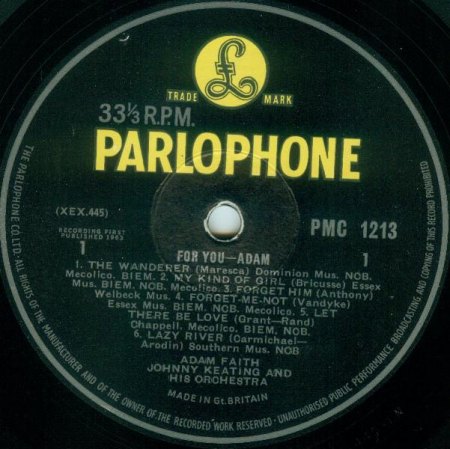 £
TRADE MARK
33⅓ R.P.M.
PARLOPHONE
(XEX.445)
PMC 1213
RECORDING FIRST
PUBLISHED 1963
1
1
FOR YOU—ADAM
1. THE WANDERER (Maresca) Dominion Mus. NOB.
Mecolico. BIEM. 2. MY KIND OF GIRL (Bricusse) Essex
Mus. BIEM. NOB. Mecolico. 3. FORGET HIM (Anthony)
Welbeck Mus. 4. FORGET-ME-NOT (Vandyke)
Essex Mus. BIEM. NOB. Mecolico. 5. LET
THERE BE LOVE (Grant—Rand)
Chappell. Mecolico. BIEM. NOB.
6. LAZY RIVER (Carmichael—
Arodin) Southern Mus. NOB
ADAM FAITH
JOHNNY KEATING AND
HIS ORCHESTRA
MADE IN Gt. BRITAIN
THE PARLOPHONE CO. LTD. ALL RIGHTS OF THE MANUFACTURER AND OF THE OWNER OF THE RECORDED WORK RESERVED · UNAUTHORISED PUBLIC PERFORMANCE BROADCASTING AND COPYING OF THIS RECORD PROHIBITED